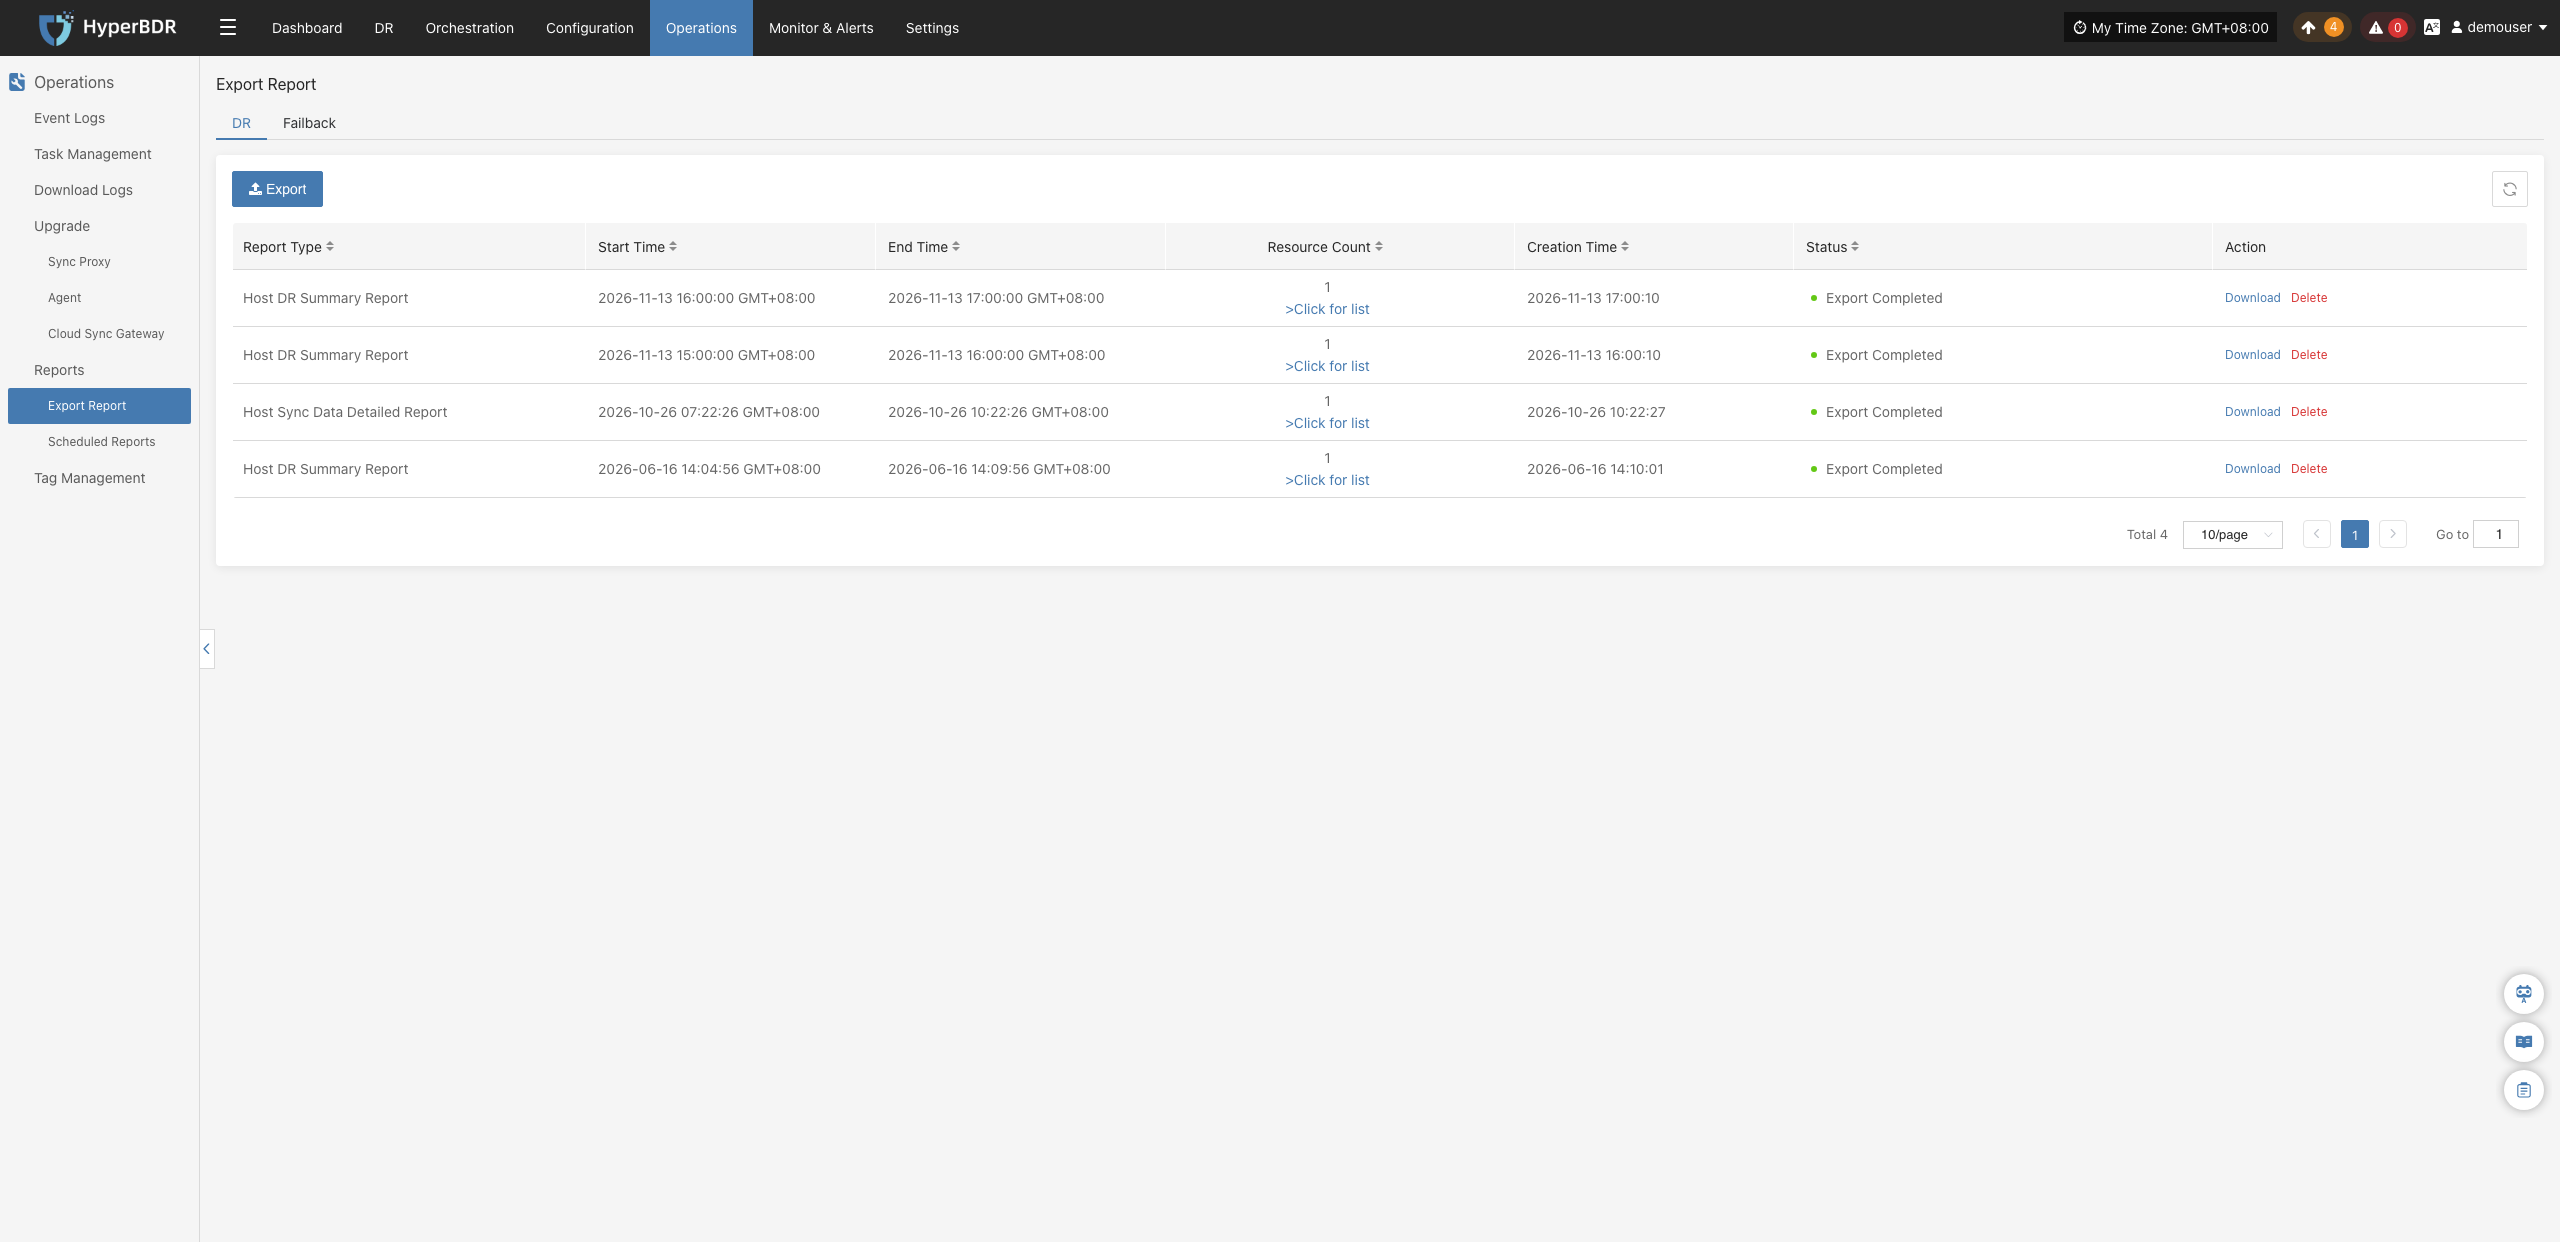 HyperBDR
Dashboard
DR
Orchestration
Configuration
Operations
Monitor & Alerts
Settings
My Time Zone: GMT+08:00
4
0
demouser
Operations
Event Logs
Task Management
Download Logs
Upgrade
Sync Proxy
Agent
Cloud Sync Gateway
Reports
Export Report
Scheduled Reports
Tag Management
Export Report
DR Failback
Export
Report Type Start Time End Time Resource Count Creation Time Status Action
Host DR Summary Report 2026-11-13 16:00:00 GMT+08:00 2026-11-13 17:00:00 GMT+08:00 1 2026-11-13 17:00:10 Export Completed Download Delete
>Click for list
Host DR Summary Report 2026-11-13 15:00:00 GMT+08:00 2026-11-13 16:00:00 GMT+08:00 1 2026-11-13 16:00:10 Export Completed Download Delete
>Click for list
Host Sync Data Detailed Report 2026-10-26 07:22:26 GMT+08:00 2026-10-26 10:22:26 GMT+08:00 1 2026-10-26 10:22:27 Export Completed Download Delete
>Click for list
Host DR Summary Report 2026-06-16 14:04:56 GMT+08:00 2026-06-16 14:09:56 GMT+08:00 1 2026-06-16 14:10:01 Export Completed Download Delete
>Click for list
Total 4 10/page 1 Go to 1